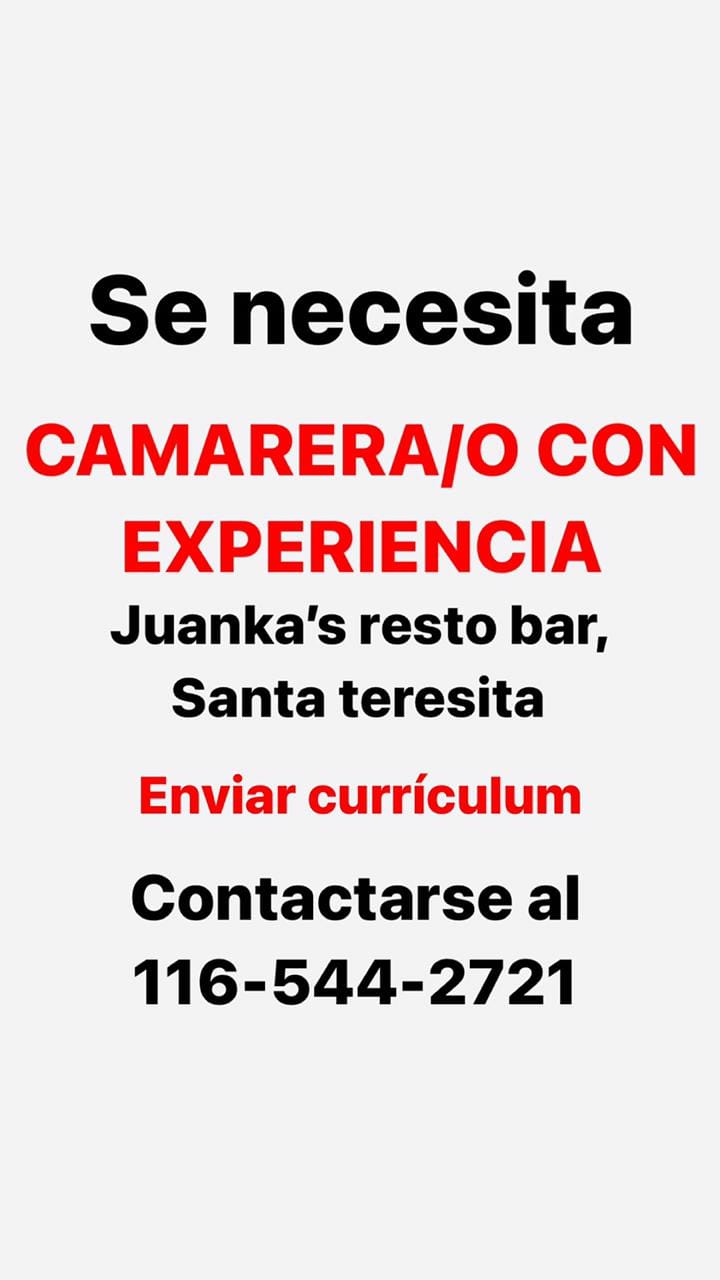 Se necesita
CAMARERA/O CON
EXPERIENCIA
Juanka’s resto bar,
Santa teresita
Enviar currículum
Contactarse al
116-544-2721